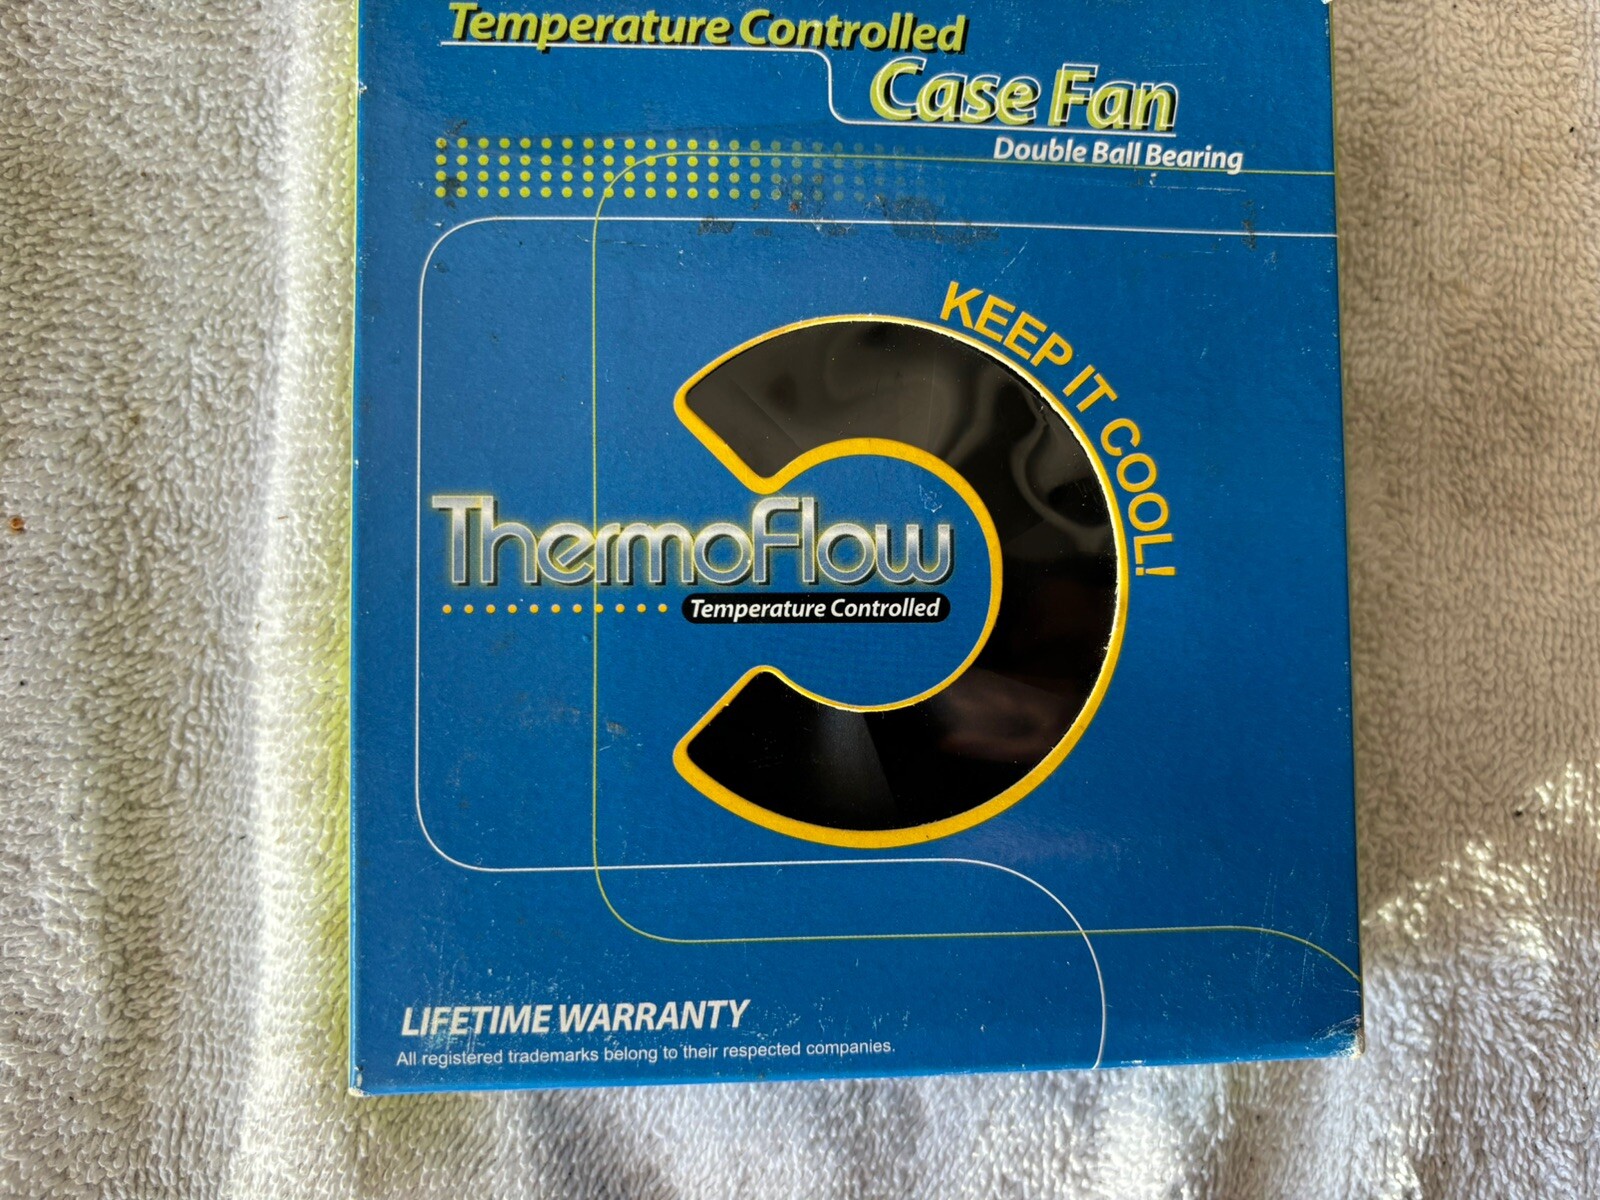 Temperature Controlled
Case Fan
Double Ball Bearing
KEEP IT COOL!
ThermoFlow
Temperature Controlled
LIFETIME WARRANTY
All registered trademarks belong to their respected companies.